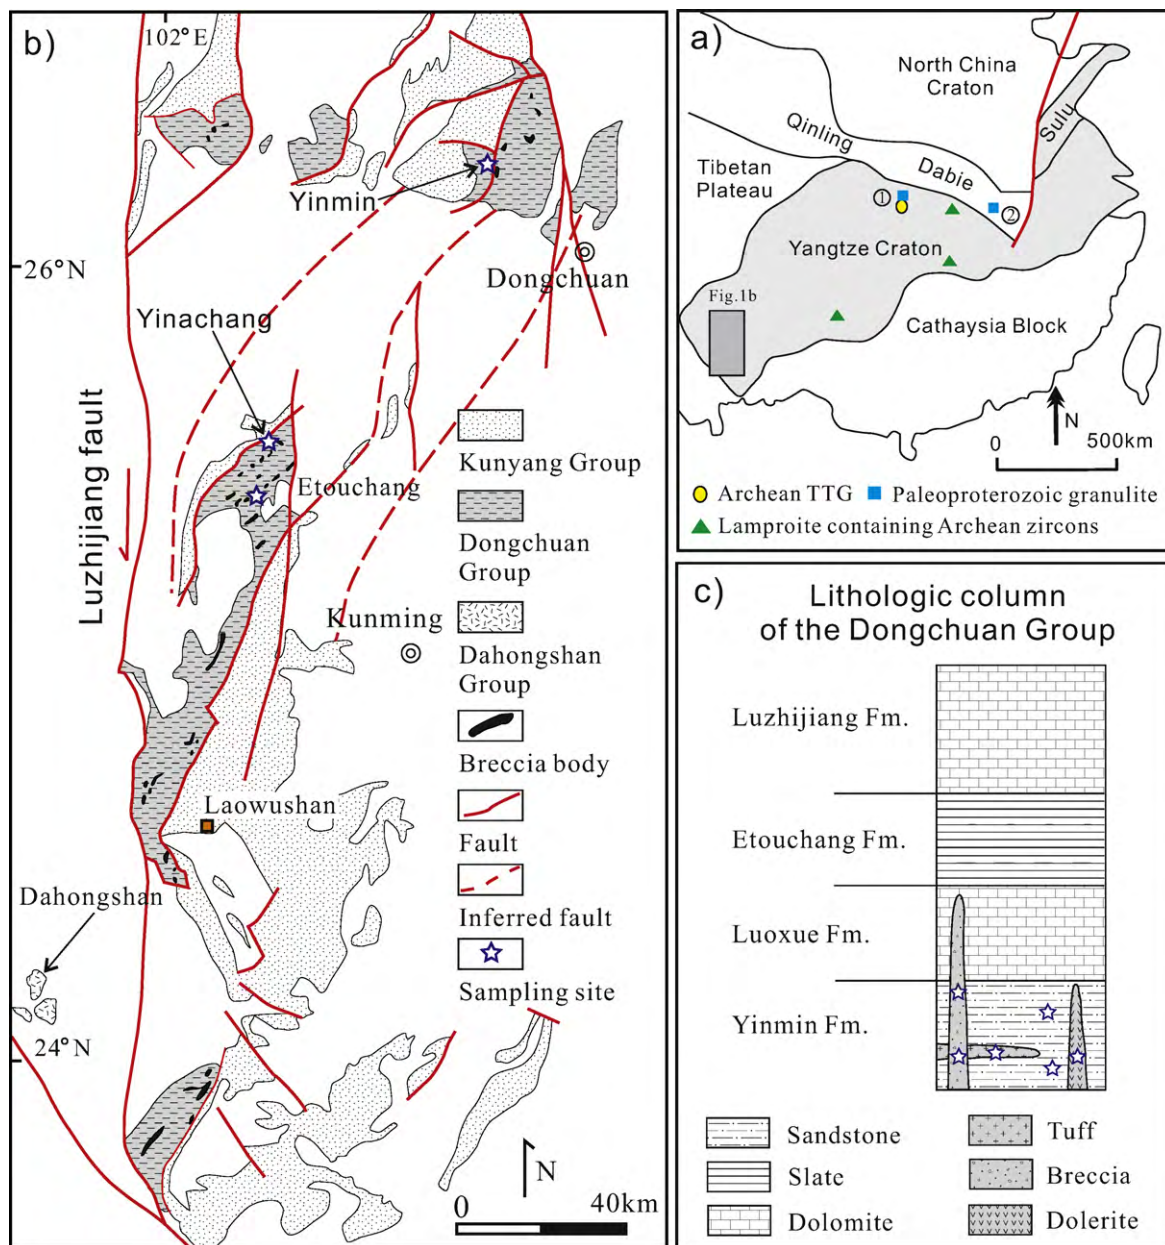 b)
102°E
Yinmin
26°N
Dongchuan
Yinachang
Luzhijiang fault
Etouchang
Kunming
Laowushan
Dahongshan
24°N
Kunyang Group
Dongchuan
Group
Dahongshan
Group
Breccia body
Fault
Inferred fault
Sampling site
N
0 40km
a)
North China
Craton
Qinling
Dabie
Sulu
Tibetan
Plateau
① ②
Yangtze Craton
Fig.1b
Cathaysia Block
N
0 500km
Archean TTG Paleoproterozoic granulite
Lamproite containing Archean zircons
c)
Lithologic column
of the Dongchuan Group
Luzhijiang Fm.
Etouchang Fm.
Luoxue Fm.
Yinmin Fm.
Sandstone Tuff
Slate Breccia
Dolomite Dolerite